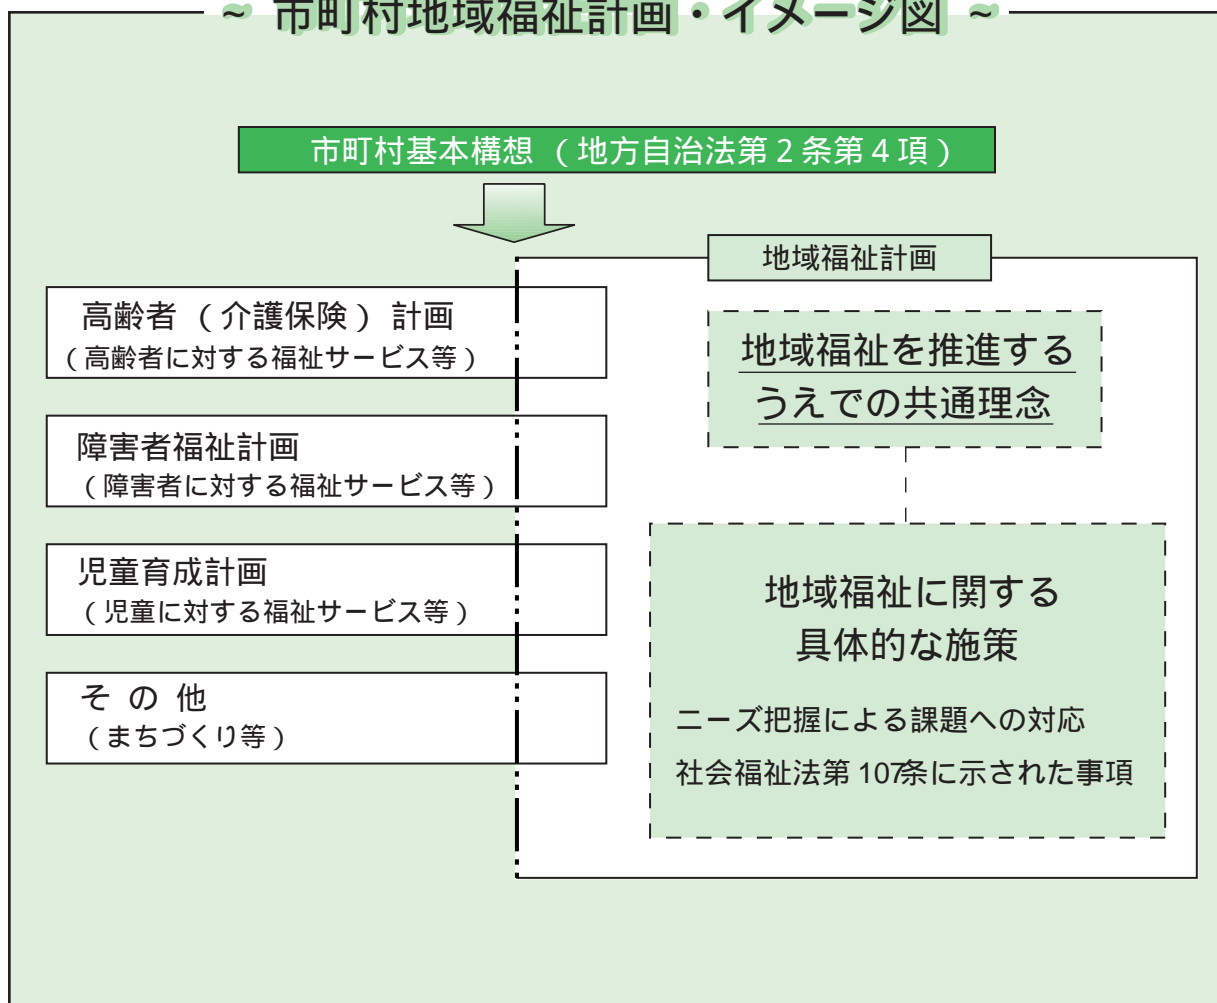 ~ 市町村地域福祉計画・イメージ図 ~
市町村基本構想（地方自治法第２条第４項）
高齢者（介護保険）計画
（高齢者に対する福祉サービス等）
障害者福祉計画
（障害者に対する福祉サービス等）
児童育成計画
（児童に対する福祉サービス等）
その他
（まちづくり等）
地域福祉計画
地域福祉を推進する
うえでの共通理念
地域福祉に関する
具体的な施策
ニーズ把握による課題への対応
社会福祉法第107条に示された事項